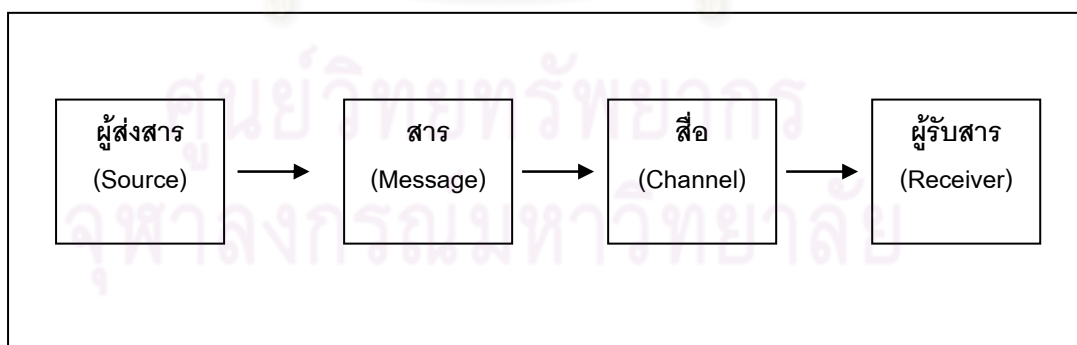 ศูนย์วิทยทรัพยากร
จุฬาลงกรณ์มหาวิทยาลัย
ผู้ส่งสาร
(Source)
สาร
(Message)
สื่อ
(Channel)
ผู้รับสาร
(Receiver)